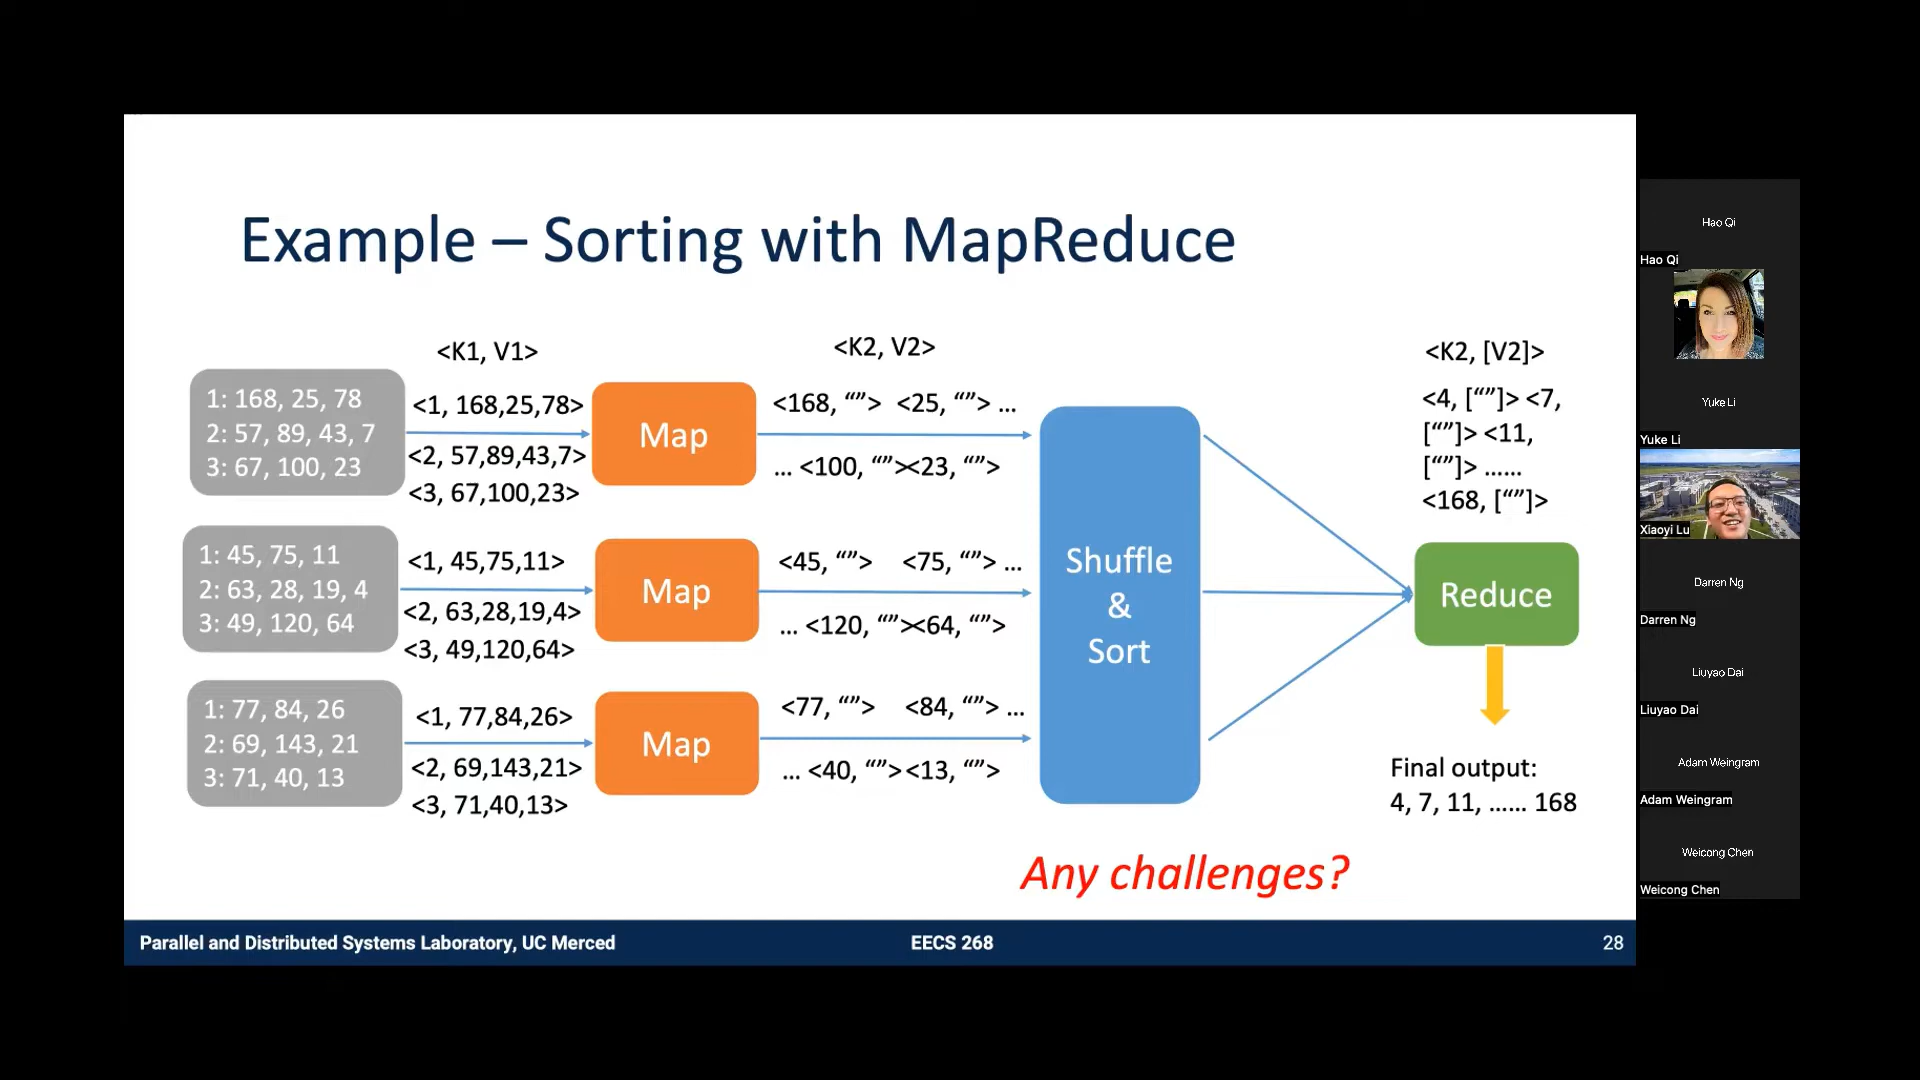 Example – Sorting with MapReduce
<K1, V1>
<K2, V2>
<K2, [V2]>
1: 168, 25, 78
2: 57, 89, 43, 7
3: 67, 100, 23
<1, 168,25,78>
<2, 57,89,43,7>
<3, 67,100,23>
Map
<168, “”> <25, “”> ...
... <100, “”><23, “”>
1: 45, 75, 11
2: 63, 28, 19, 4
3: 49, 120, 64
<1, 45,75,11>
<2, 63,28,19,4>
<3, 49,120,64>
Map
<45, “”> <75, “”> ...
... <120, “”><64, “”>
1: 77, 84, 26
2: 69, 143, 21
3: 71, 40, 13
<1, 77,84,26>
<2, 69,143,21>
<3, 71,40,13>
Map
<77, “”> <84, “”> ...
... <40, “”><13, “”>
Shuffle
&
Sort
<4, [“”]> <7,
[“”]> <11,
[“”]> ......
<168, [“”]>
Reduce
Final output:
4, 7, 11, ...... 168
Any challenges?
Parallel and Distributed Systems Laboratory, UC Merced
EECS 268
28
Hao Qi
Hao Qi
Yuke Li
Yuke Li
Xiaoyi Lu
Darren Ng
Darren Ng
Liuyao Dai
Liuyao Dai
Adam Weingram
Adam Weingram
Weicong Chen
Weicong Chen